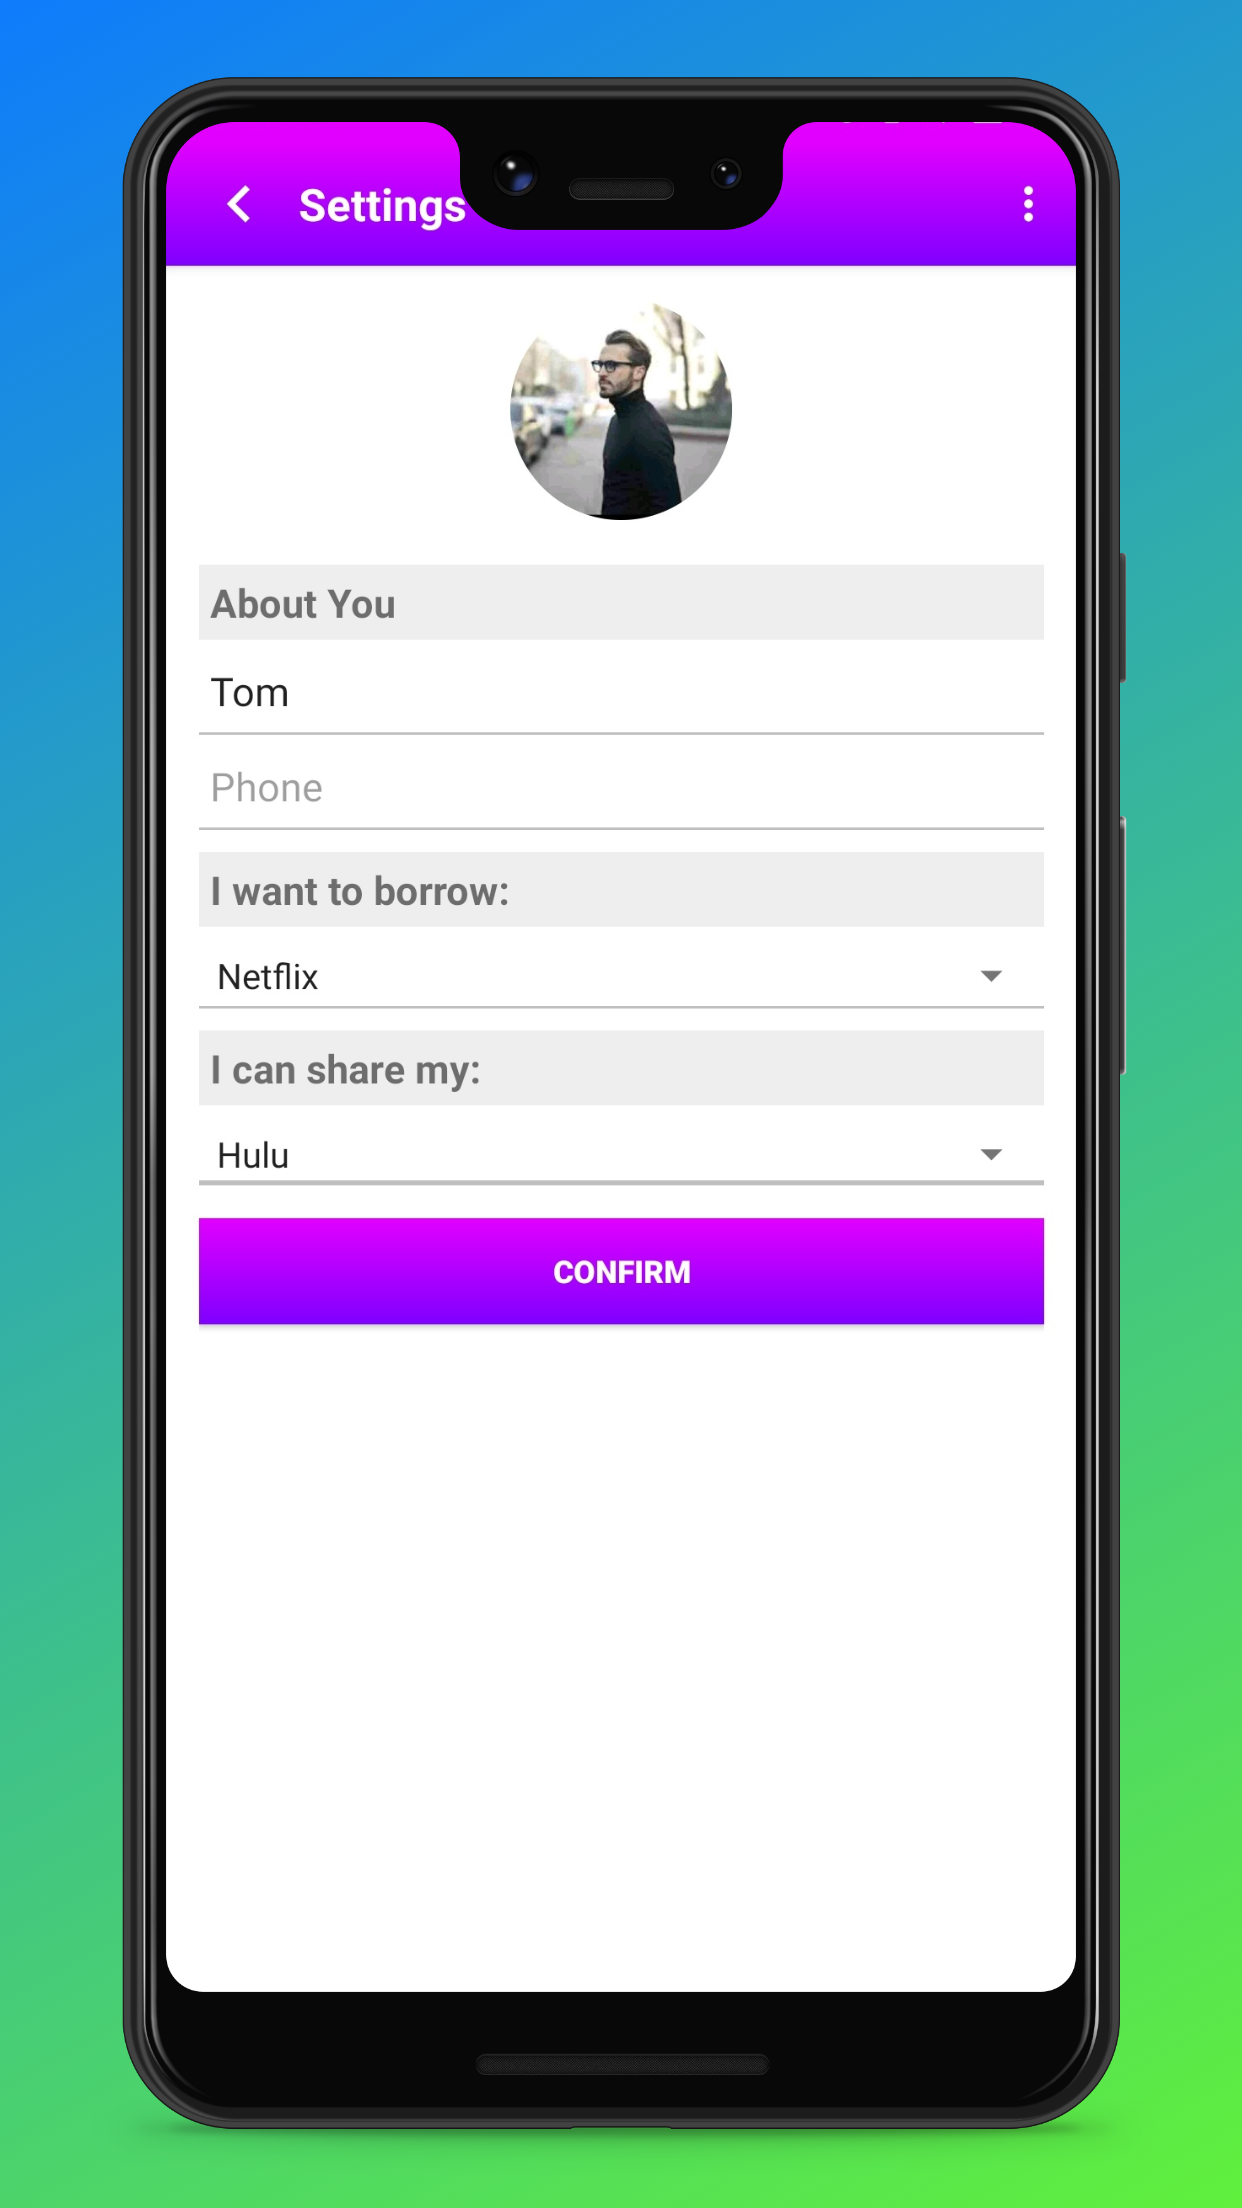 Settings
About You
Tom
Phone
I want to borrow:
Netflix
I can share my:
Hulu
CONFIRM